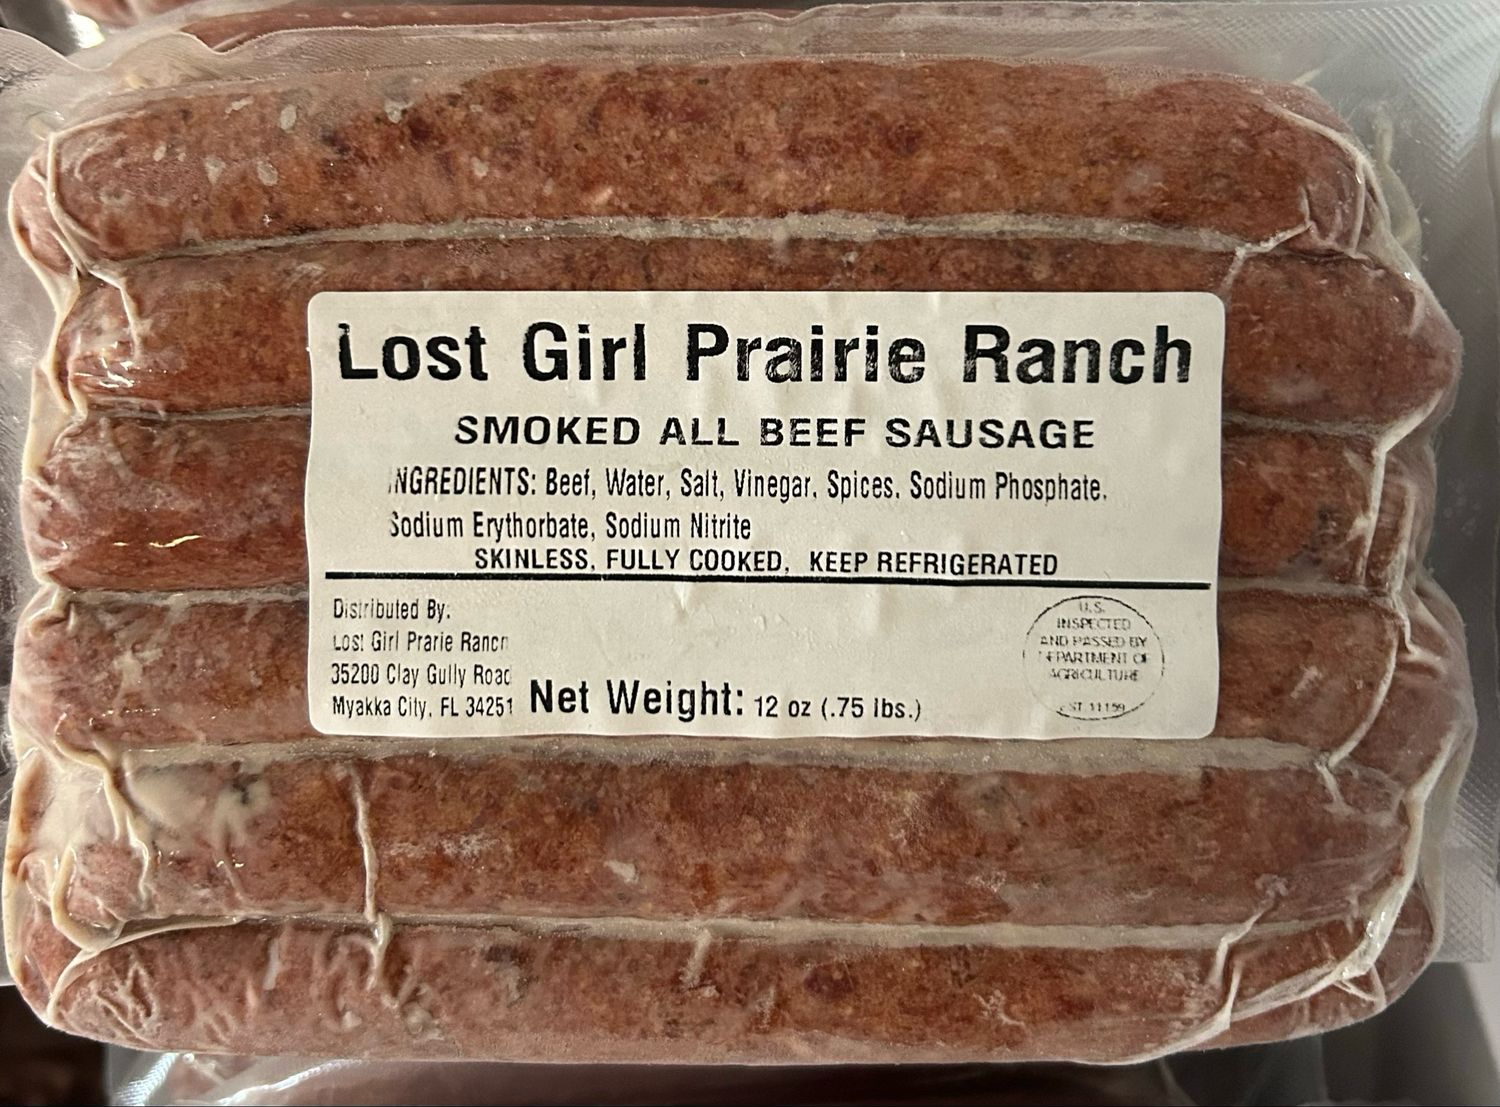 Lost Girl Prairie Ranch
SMOKED ALL BEEF SAUSAGE
INGREDIENTS: Beef, Water, Salt, Vinegar, Spices, Sodium Phosphate,
Sodium Erythorbate, Sodium Nitrite
SKINLESS, FULLY COOKED, KEEP REFRIGERATED
Distributed By:
Lost Girl Prarie Ranch
35200 Clay Gully Road
Myakka City, FL 34251
Net Weight: 12 oz (.75 lbs.)
U.S.
INSPECTED
AND PASSED BY
DEPARTMENT OF
AGRICULTURE
EST 11159